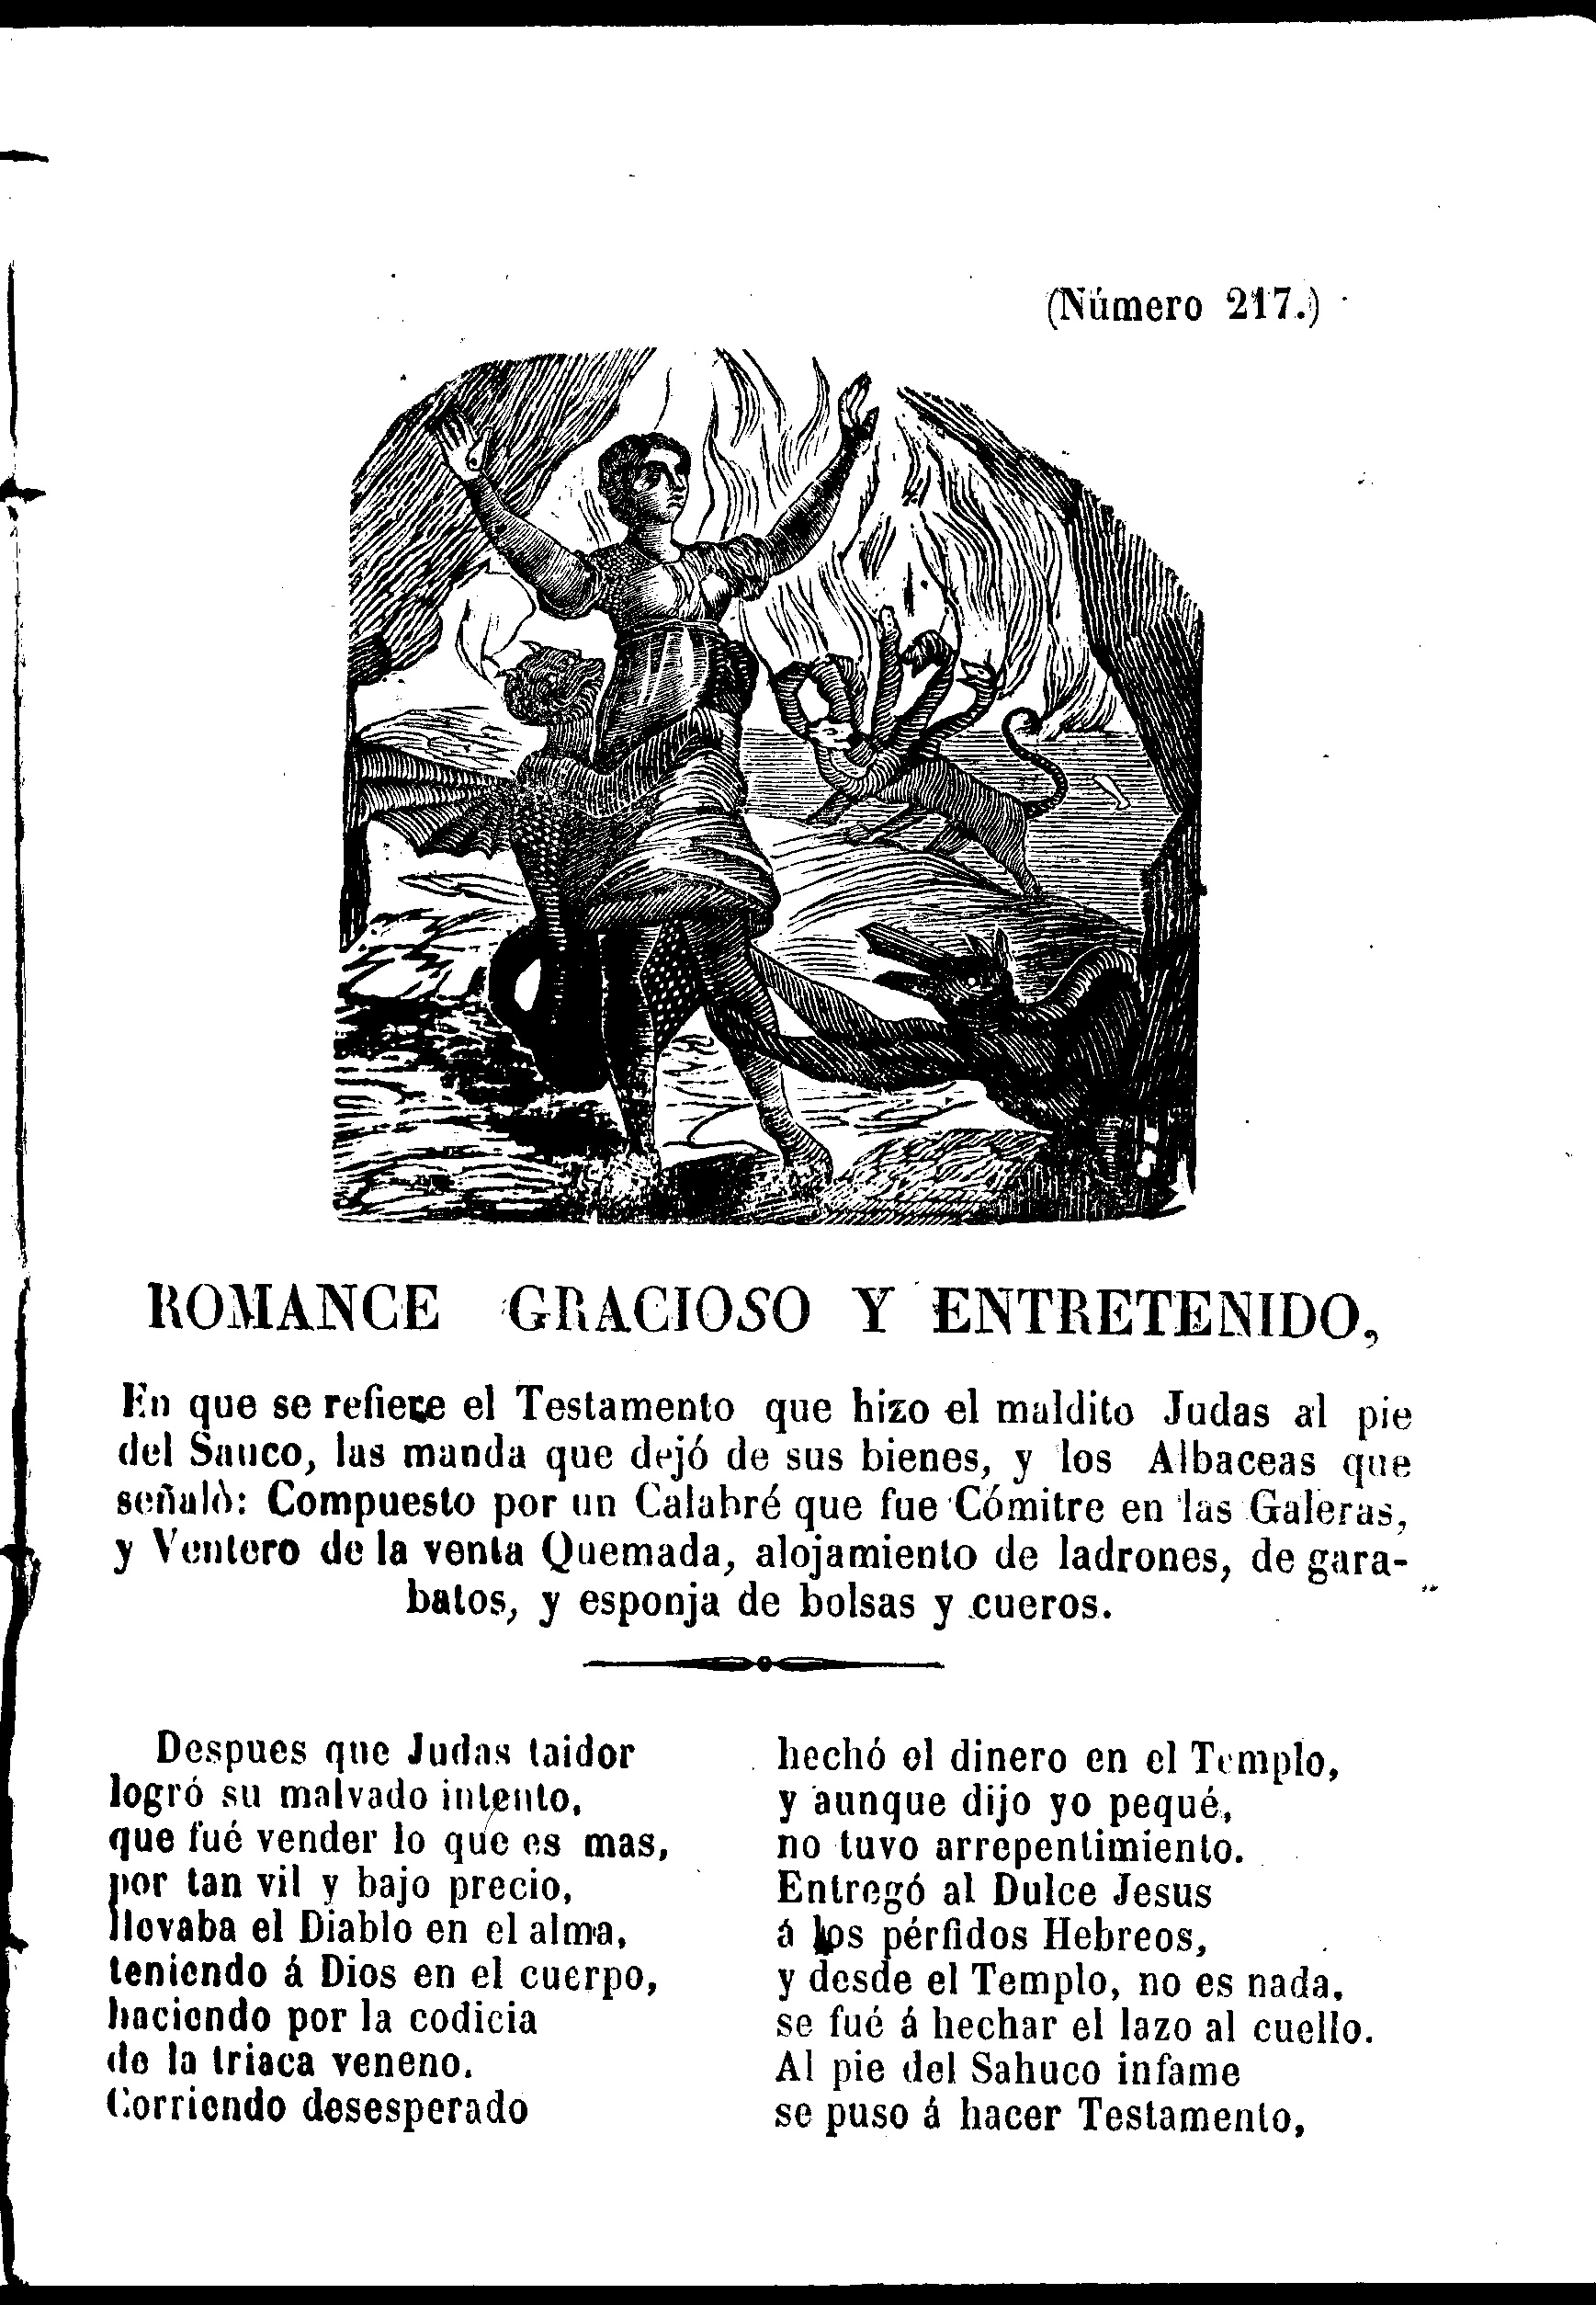 (Número 217.)
ROMANCE GRACIOSO Y ENTRETENIDO,
En que se refiere el Testamento que hizo el maldito Judas al pie
del Sauco, las manda que dejó de sus bienes, y los Albaceas que
señalò: Compuesto por un Calabré que fue Cómitre en las Galeras,
y Ventero de la venta Quemada, alojamiento de ladrones, de gara-
batos, y esponja de bolsas y cueros.
Despues que Judas taidor
logró su malvado intento,
que fué vender lo que es mas,
por tan vil y bajo precio,
llevaba el Diablo en el alma,
teniendo á Dios en el cuerpo,
haciendo por la codicia
de la triaca veneno.
Corriendo desesperado
hechó el dinero en el Templo,
y aunque dijo yo pequé,
no tuvo arrepentimiento.
Entregó al Dulce Jesus
á los pérfidos Hebreos,
y desde el Templo, no es nada,
se fué á hechar el lazo al cuello.
Al pie del Sahuco infame
se puso á hacer Testamento,